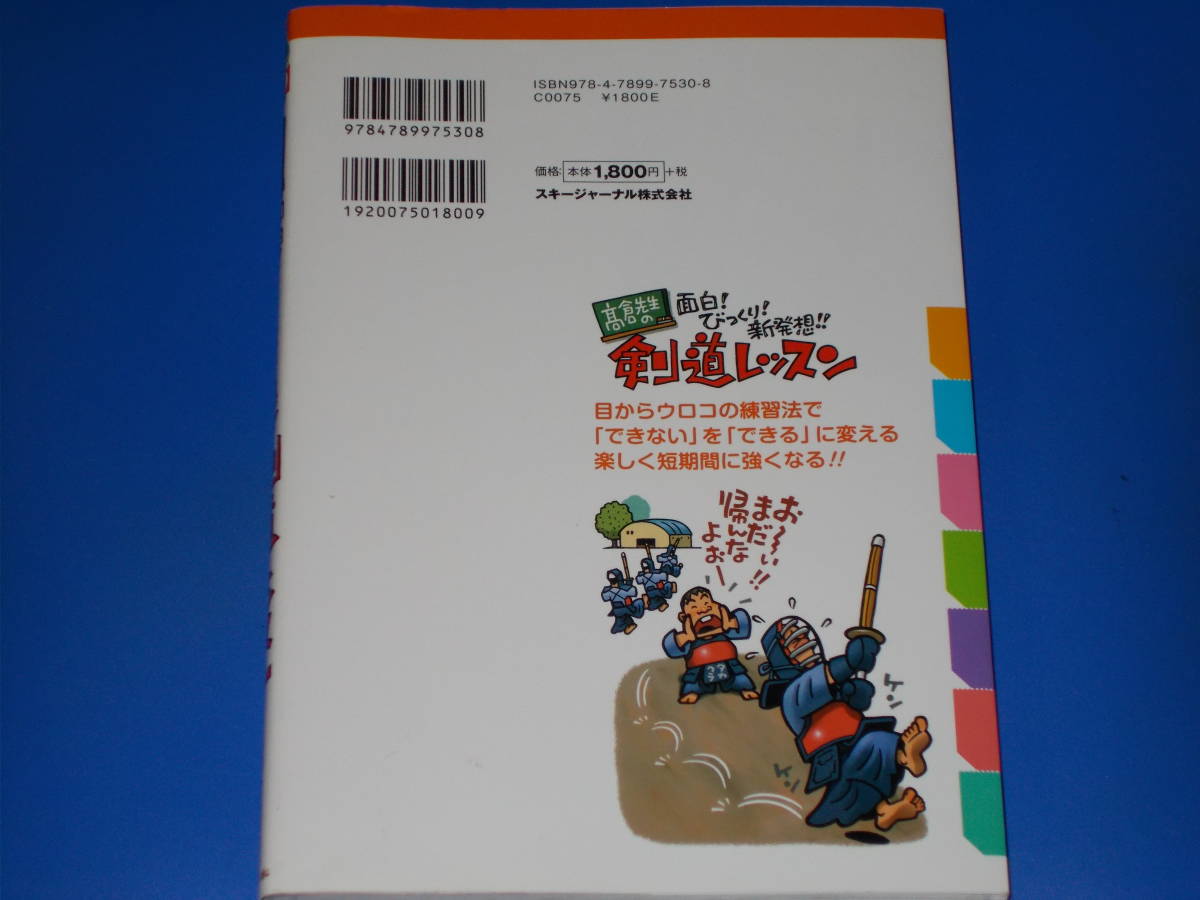 ISBN978-4-7899-7530-8
C0075 ¥1800E
9784789975308
価格: 本体1,800円+税
スキージャーナル株式会社
1920075018009
髙倉先生の
面白!
びっくり!
新発想!!
剣道レッスン
目からウロコの練習法で
「できない」を「できる」に変える
楽しく短期間に強くなる!!
お〜〜い!!
まだ
帰んな
よぉー
ケン
ケン